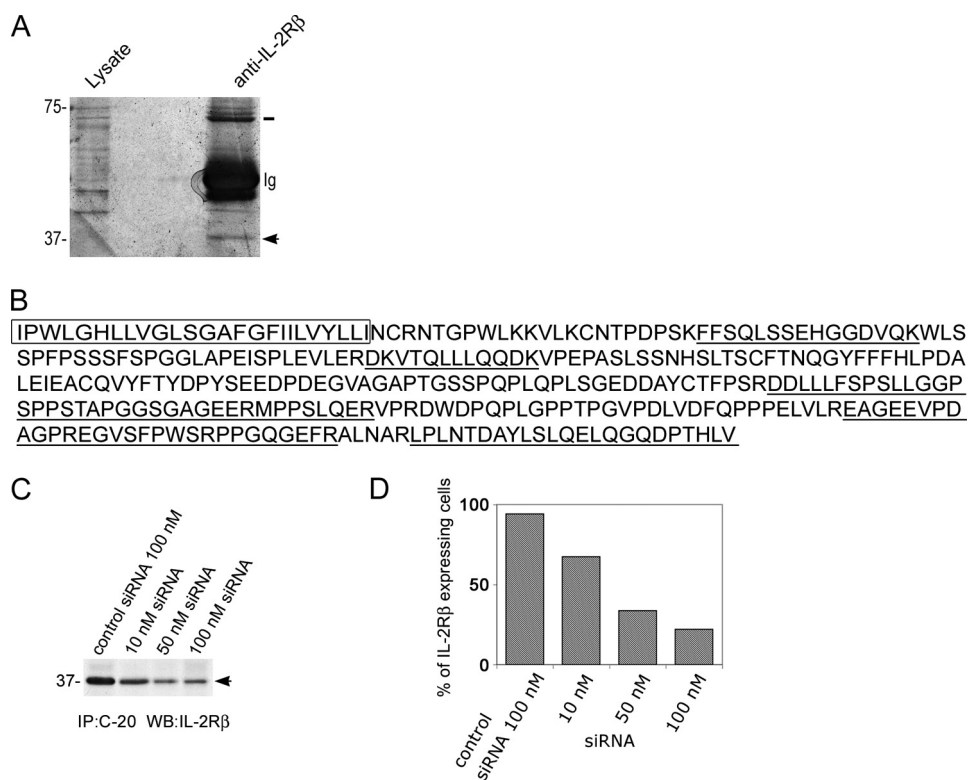 A
Lysate
anti-IL-2Rβ
75-
Ig
37-
B
IPWLGHLLVGLSGAFGFIILVYLLINCRNTGPWLKKVLKCNTPDPSKFFSQLSSEHGGDVQKWLS
SPFPSSSFSPGGLAPEISPLEVLERDKVTQLLLQQDKVPEPASLSSNHSLTSCFTNQGYFFFHLPDA
LEIEACQVYFTYDPYSEEDPDEGVAGAPTGSSPQPLQPLSGEDDAYCTFPSRDDLLLFSPSLLGGP
SPPSTAPGGSGAGEERMPPSLQERVPRDWDPQPLGPPTPGVPDLVDFQPPPELVLREAGEEVPD
AGPREGVSFPWSRPPGQGEFRALNARLPLNTDAYLSLQELQGQDPTHLV
C
control siRNA 100 nM
10 nM siRNA
50 nM siRNA
100 nM siRNA
37-
IP:C-20 WB:IL-2Rβ
D
% of IL-2Rβ expressing cells
100
50
0
control
siRNA 100 nM
10 nM
50 nM
100 nM
siRNA